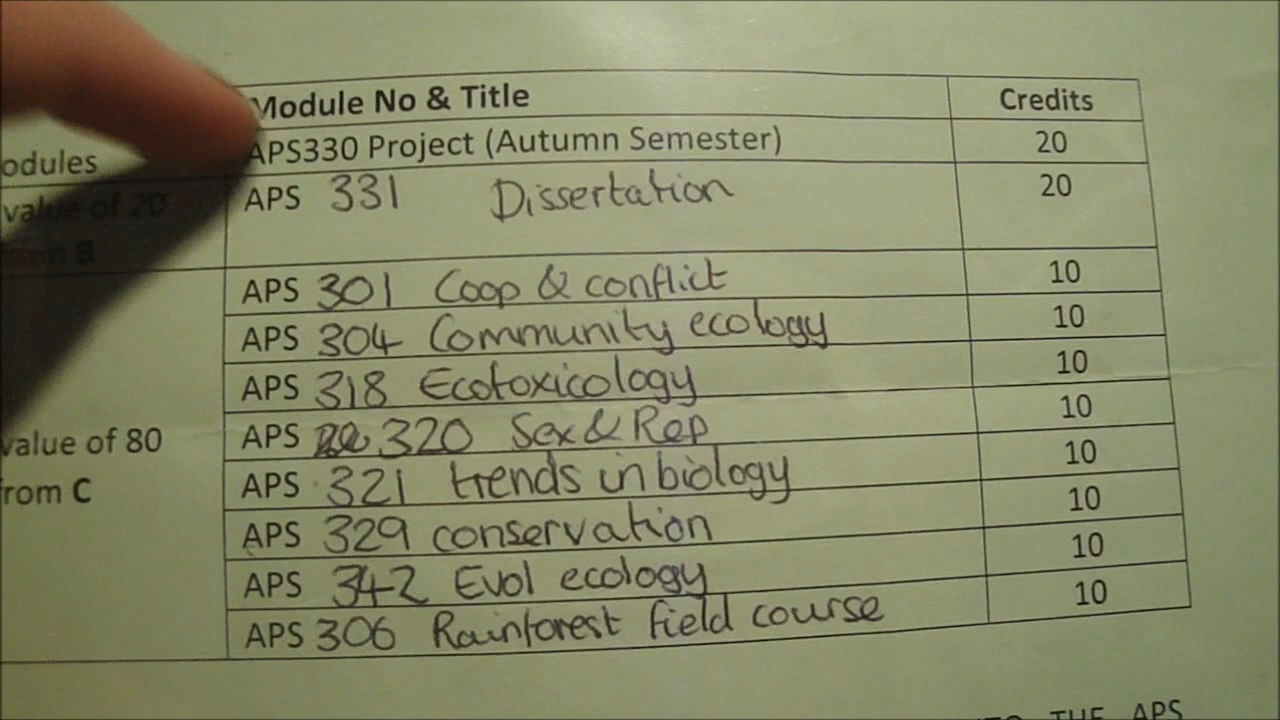 Module No & Title Credits
odules APS330 Project (Autumn Semester) 20
value of 20 APS 331 Dissertation 20
APS 301 Coop & conflict 10
APS 304 Community ecology 10
APS 318 Ecotoxicology 10
value of 80 APS 320 Sex & Rep 10
from C APS 321 trends in biology 10
APS 329 conservation 10
APS 342 Evol ecology 10
APS 306 Rainforest field course 10
THE APS